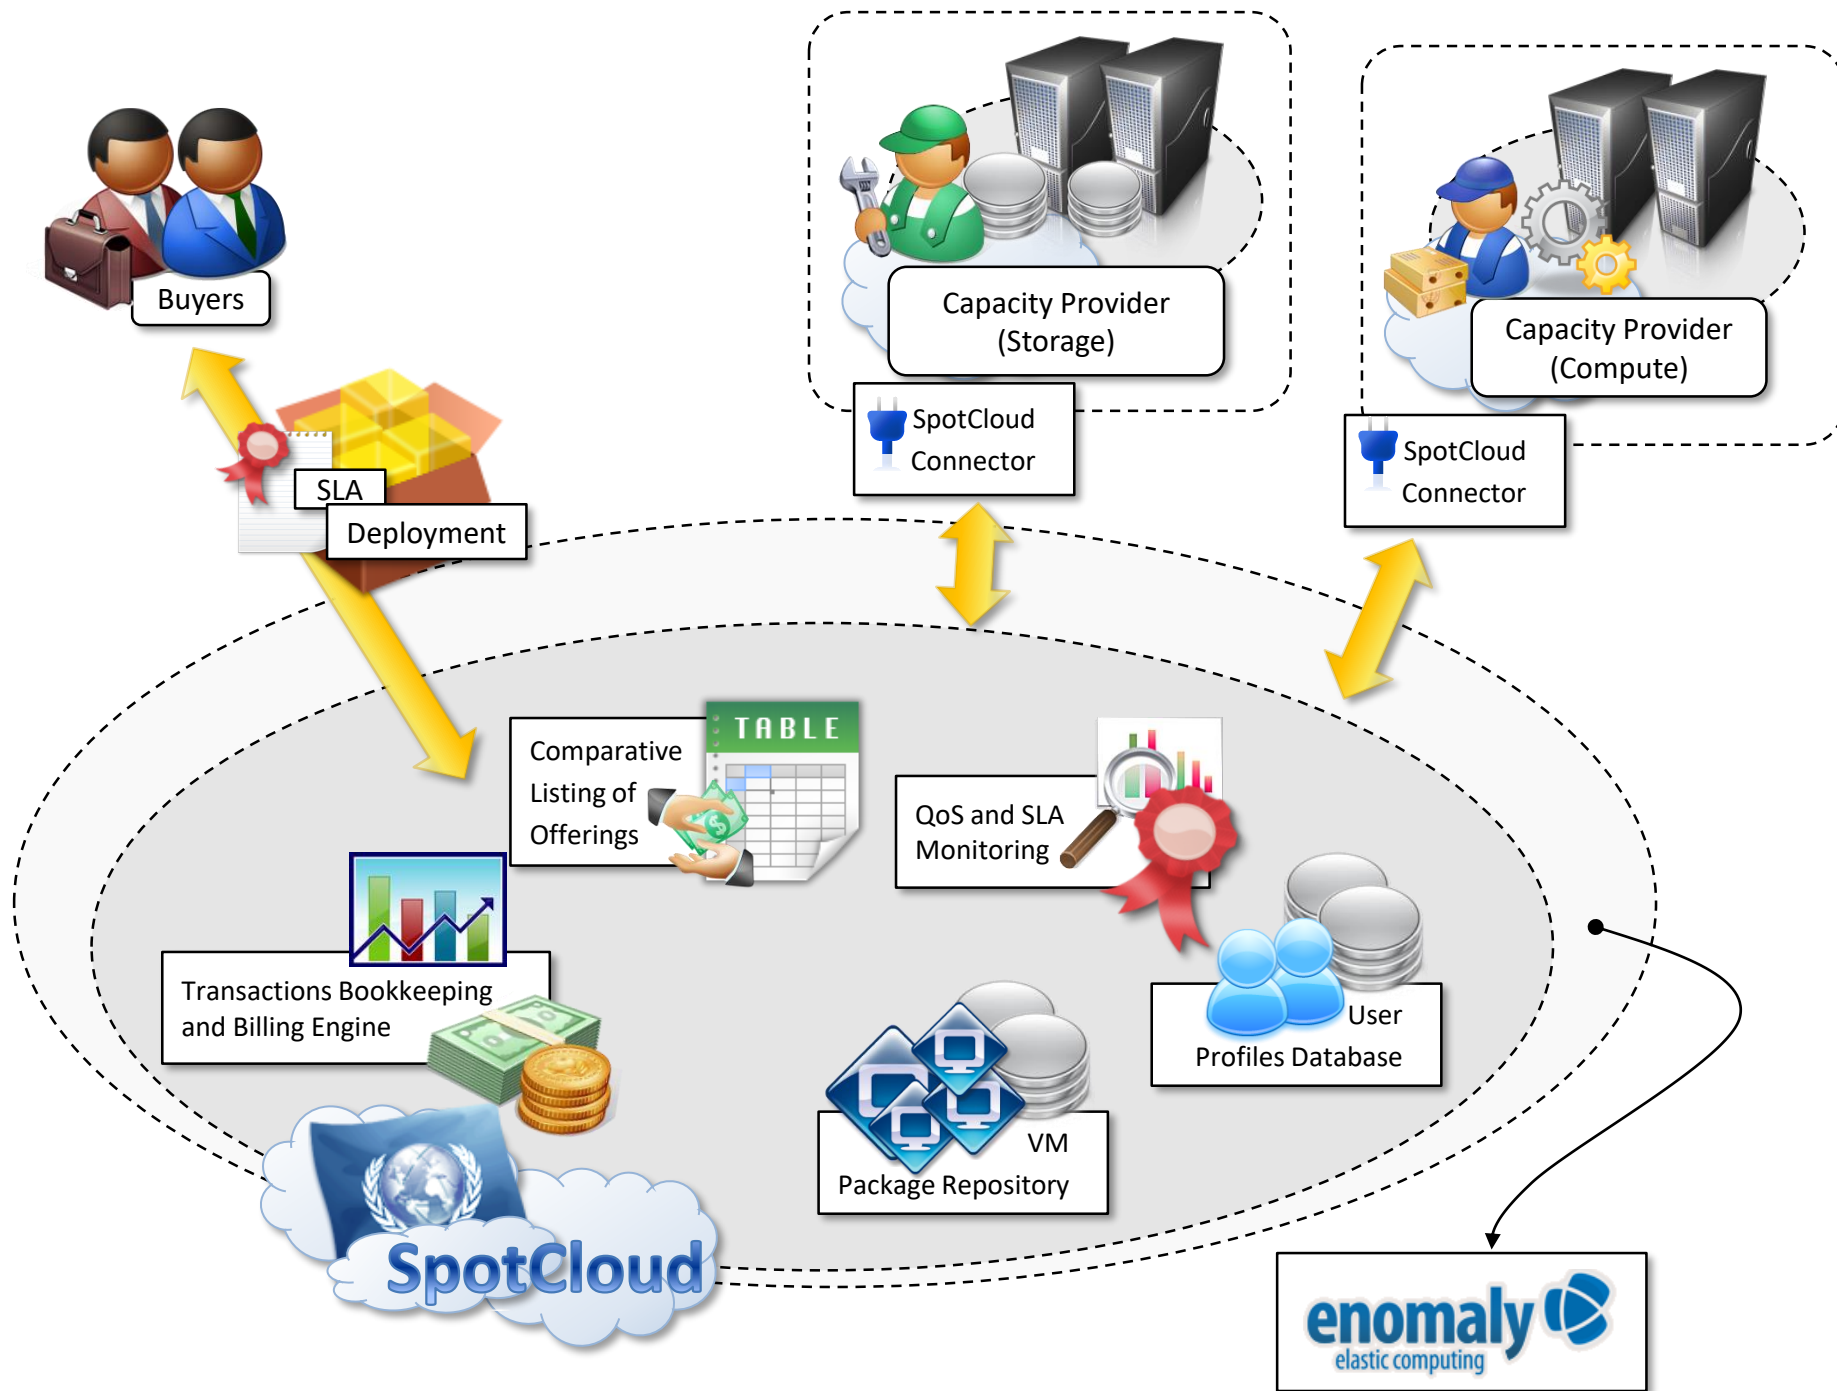 Buyers
Capacity Provider
(Storage)
Capacity Provider
(Compute)
SpotCloud
Connector
SpotCloud
Connector
SLA
Deployment
TABLE
Comparative
Listing of
Offerings
QoS and SLA
Monitoring
Transactions Bookkeeping
and Billing Engine
User
Profiles Database
VM
Package Repository
SpotCloud
enomaly
elastic computing